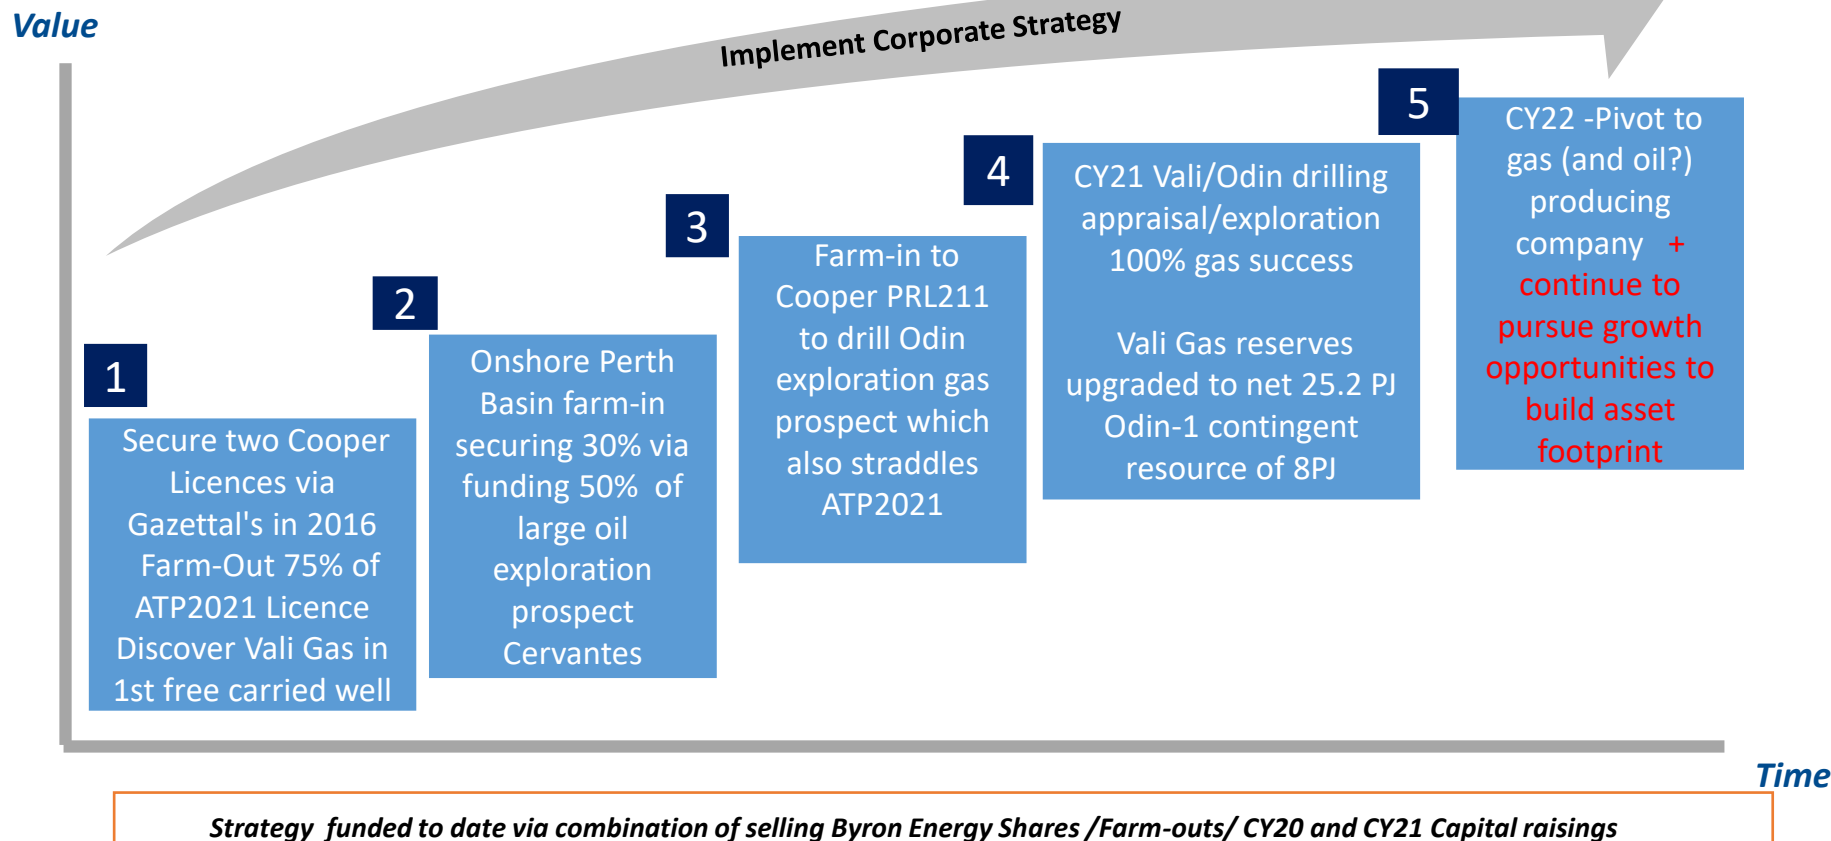 Value
Implement Corporate Strategy
1
Secure two Cooper
Licences via
Gazettal's in 2016
Farm-Out 75% of
ATP2021 Licence
Discover Vali Gas in
1st free carried well
2
Onshore Perth
Basin farm-in
securing 30% via
funding 50% of
large oil
exploration
prospect
Cervantes
3
Farm-in to
Cooper PRL211
to drill Odin
exploration gas
prospect which
also straddles
ATP2021
4
CY21 Vali/Odin drilling
appraisal/exploration
100% gas success
Vali Gas reserves
upgraded to net 25.2 PJ
Odin-1 contingent
resource of 8PJ
5
CY22 -Pivot to
gas (and oil?)
producing
company +
continue to
pursue growth
opportunities to
build asset
footprint
Time
Strategy funded to date via combination of selling Byron Energy Shares /Farm-outs/ CY20 and CY21 Capital raisings